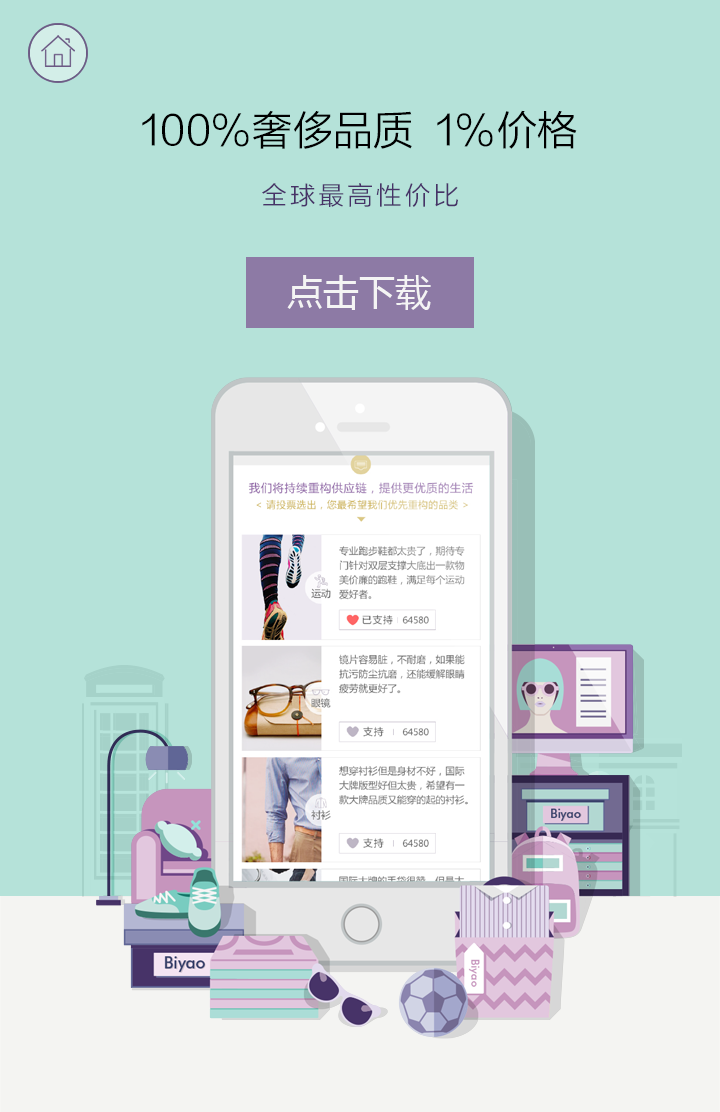 100%奢侈品质 1%价格
全球最高性价比
点击下载
我们将持续重构供应链，提供更优质的生活
< 请投票选出，您最希望我们优先重构的品类 >
专业跑步鞋都太贵了，期待专
门针对双层支撑大底出一款物
美价廉的跑鞋，满足每个运动
爱好者。
运动
已支持 | 64580
镜片容易脏，不耐磨，如果能
抗污防尘抗磨，还能缓解眼睛
疲劳就更好了。
眼镜
支持 | 64580
想穿衬衫但是身材不好，国际
大牌版型好但太贵，希望有一
款大牌品质又能穿的起的衬衫。
衬衫
支持 | 64580
国际大牌的手袋很赞，但是太
Biyao
Biyao
Biyao